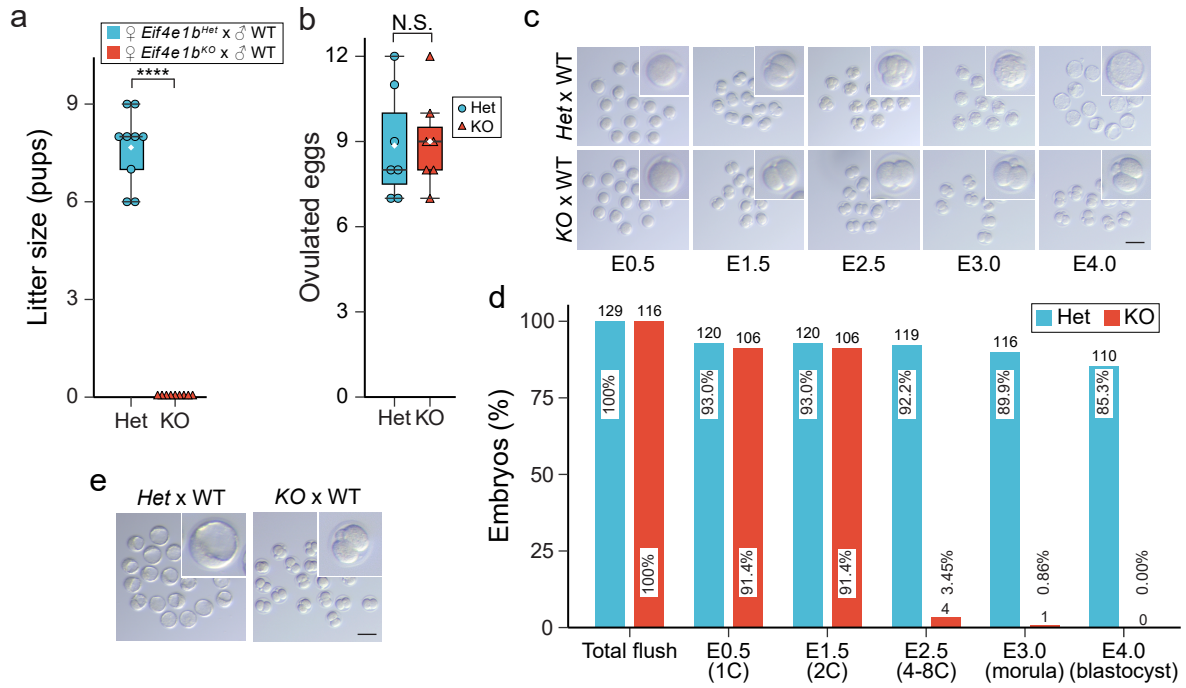 a
♀ Eif4e1bHet x ♂ WT
♀ Eif4e1bKO x ♂ WT
****
Litter size (pups)
9
6
3
0
Het KO
b
N.S.
Ovulated eggs
12
9
6
3
0
Het KO
Het
KO
c
Het x WT
KO x WT
E0.5 E1.5 E2.5 E3.0 E4.0
d
Het KO
Embryos (%)
100
75
50
25
0
129 116 120 106 120 106 119 4 116 1 110 0
100% 100% 93.0% 91.4% 93.0% 91.4% 92.2% 3.45% 89.9% 0.86% 85.3% 0.00%
Total flush E0.5 E1.5 E2.5 E3.0 E4.0
(1C) (2C) (4-8C) (morula) (blastocyst)
e
Het x WT KO x WT